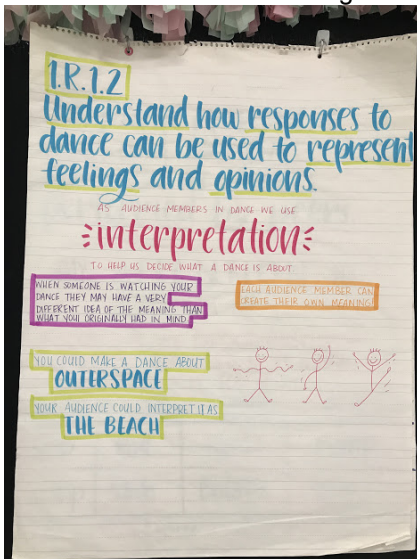 1.R.1.2
Understand how responses to
dance can be used to represent
feelings and opinions.
AS AUDIENCE MEMBERS IN DANCE WE USE
interpretation
TO HELP US DECIDE WHAT A DANCE IS ABOUT.
WHEN SOMEONE IS WATCHING YOUR
DANCE THEY MAY HAVE A VERY
DIFFERENT IDEA OF THE MEANING THAN
WHAT YOU ORIGINALLY HAD IN MIND.
EACH AUDIENCE MEMBER CAN
CREATE THEIR OWN MEANING!
YOU COULD MAKE A DANCE ABOUT
OUTERSPACE
YOUR AUDIENCE COULD INTERPRET IT AS
THE BEACH